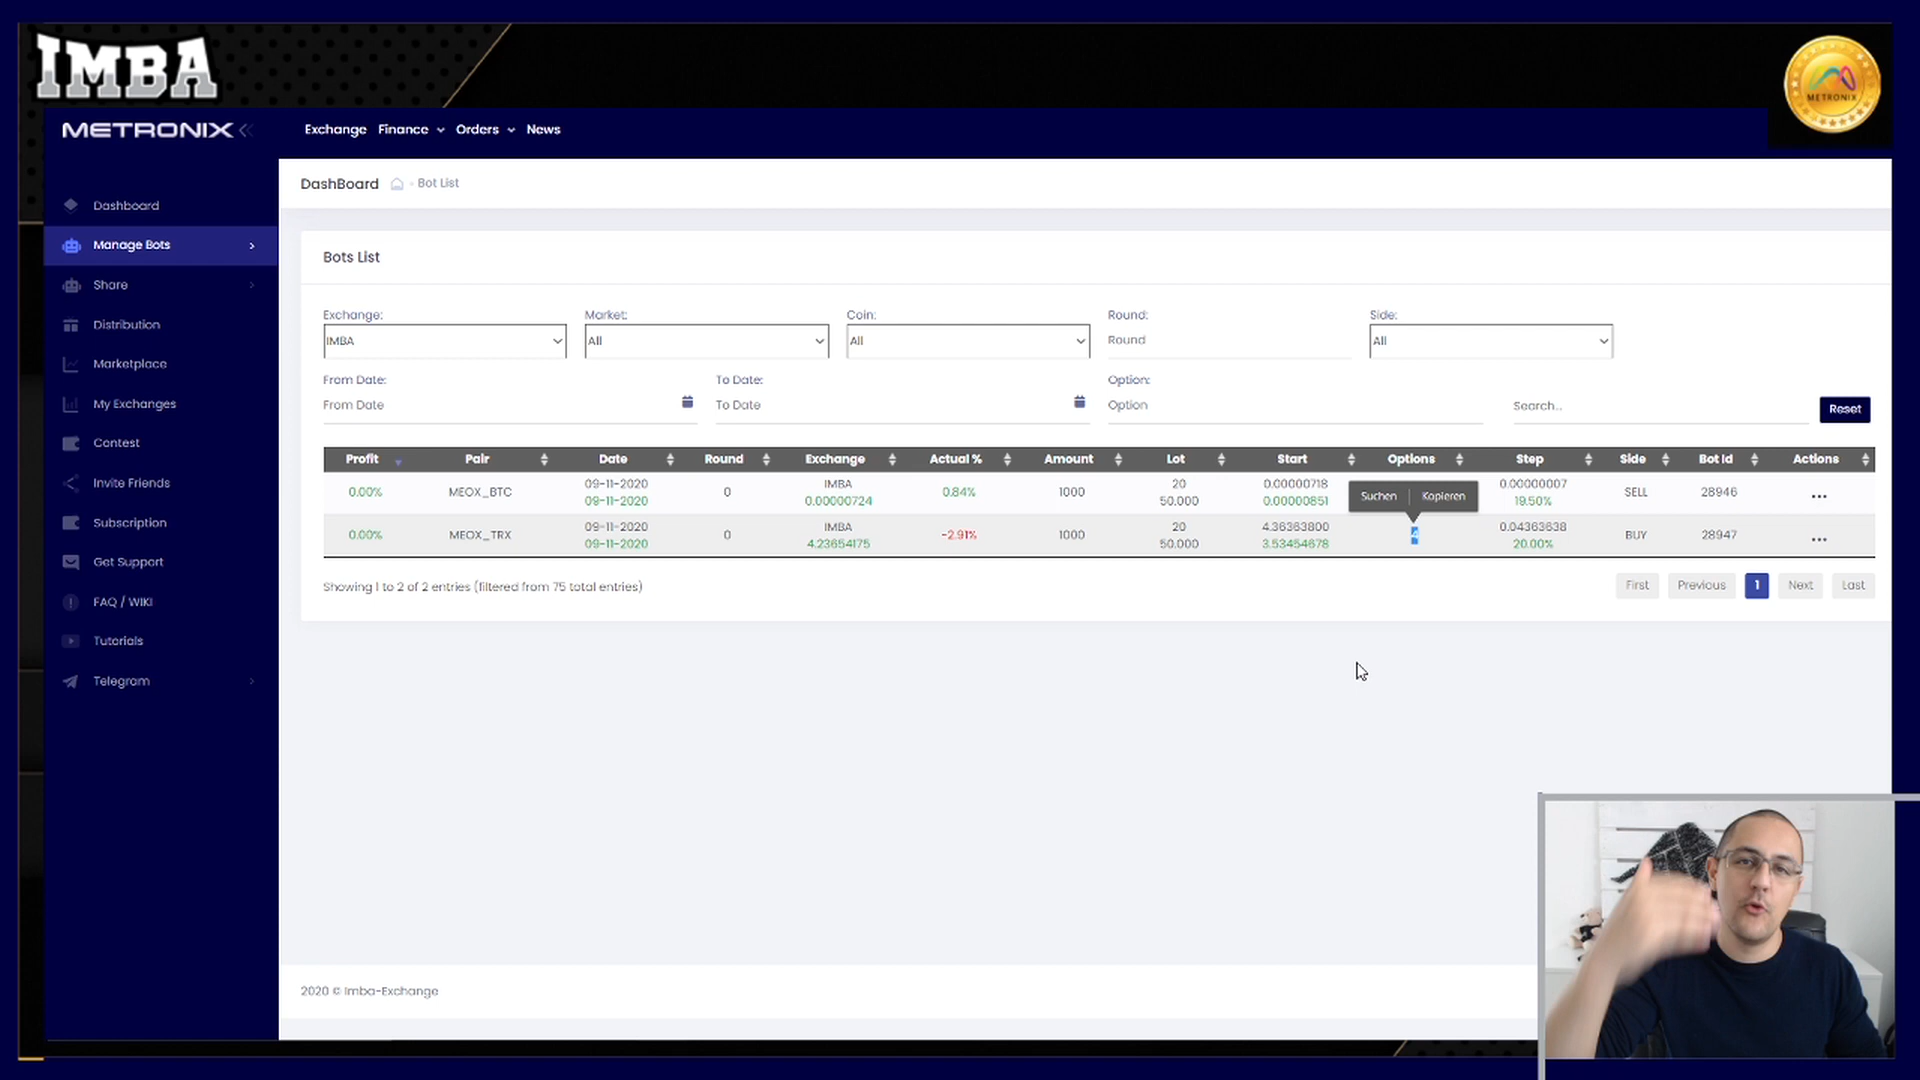 IMBA
METRONIX
METRONIX
Exchange Finance Orders News
Dashboard
Manage Bots
Share
Distribution
Marketplace
My Exchanges
Contest
Invite Friends
Subscription
Get Support
FAQ / WIKI
Tutorials
Telegram
DashBoard - Bot List
Bots List
Exchange: Market: Coin: Round: Side:
IMBA All All Round All
From Date: To Date: Option:
From Date To Date Option Search.. Reset
Profit Pair Date Round Exchange Actual % Amount Lot Start Options Step Side Bot Id Actions
0.00% MEOX_BTC 09-11-2020 0 IMBA 0.84% 1000 20 0.00000718 0.00000007 SELL 28946 ...
09-11-2020 0.00000724 50.000 0.00000851 19.50%
Suchen Kopieren
0.00% MEOX_TRX 09-11-2020 0 IMBA -2.91% 1000 20 4.36363800 0.04363638 BUY 28947 ...
09-11-2020 4.23654175 50.000 3.53454678 20.00%
Showing 1 to 2 of 2 entries (filtered from 75 total entries)
First Previous 1 Next Last
2020 © Imba-Exchange